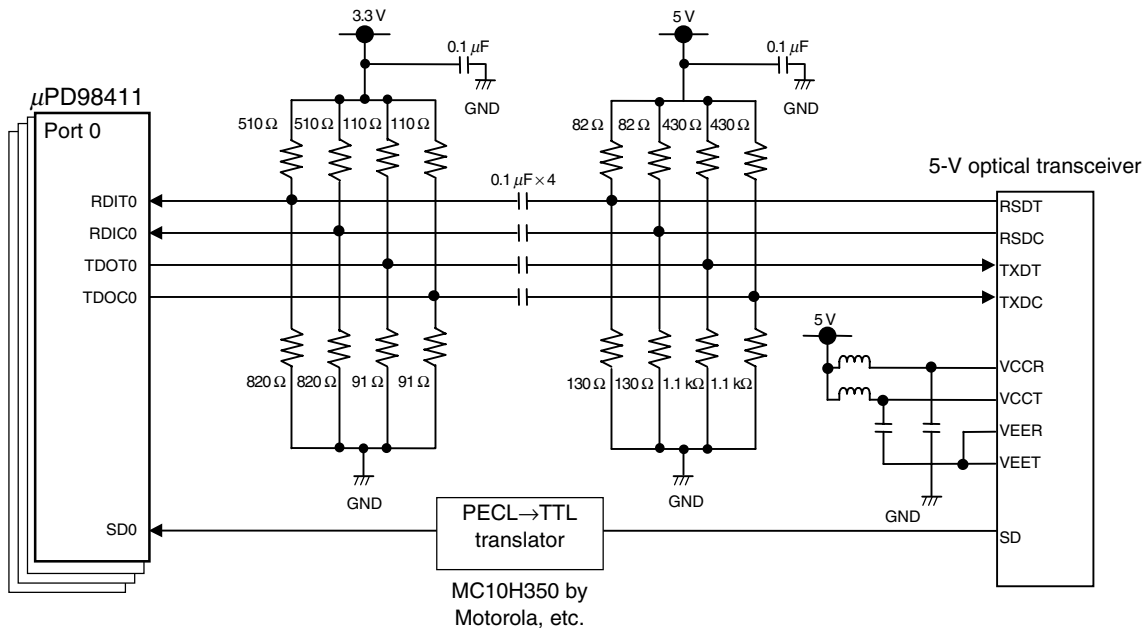 3.3 V
5 V
0.1 μF
0.1 μF
GND
GND
μPD98411
Port 0
510 Ω 510 Ω 110 Ω 110 Ω
82 Ω 82 Ω 430 Ω 430 Ω
5-V optical transceiver
0.1 μF × 4
RDIT0
RSDT
RDIC0
RSDC
TDOT0
TXDT
TDOC0
TXDC
5 V
820 Ω 820 Ω 91 Ω 91 Ω
130 Ω 130 Ω 1.1 kΩ 1.1 kΩ
VCCR
VCCT
VEER
VEET
GND
GND
GND
SD0
PECL→TTL
translator
SD
MC10H350 by
Motorola, etc.